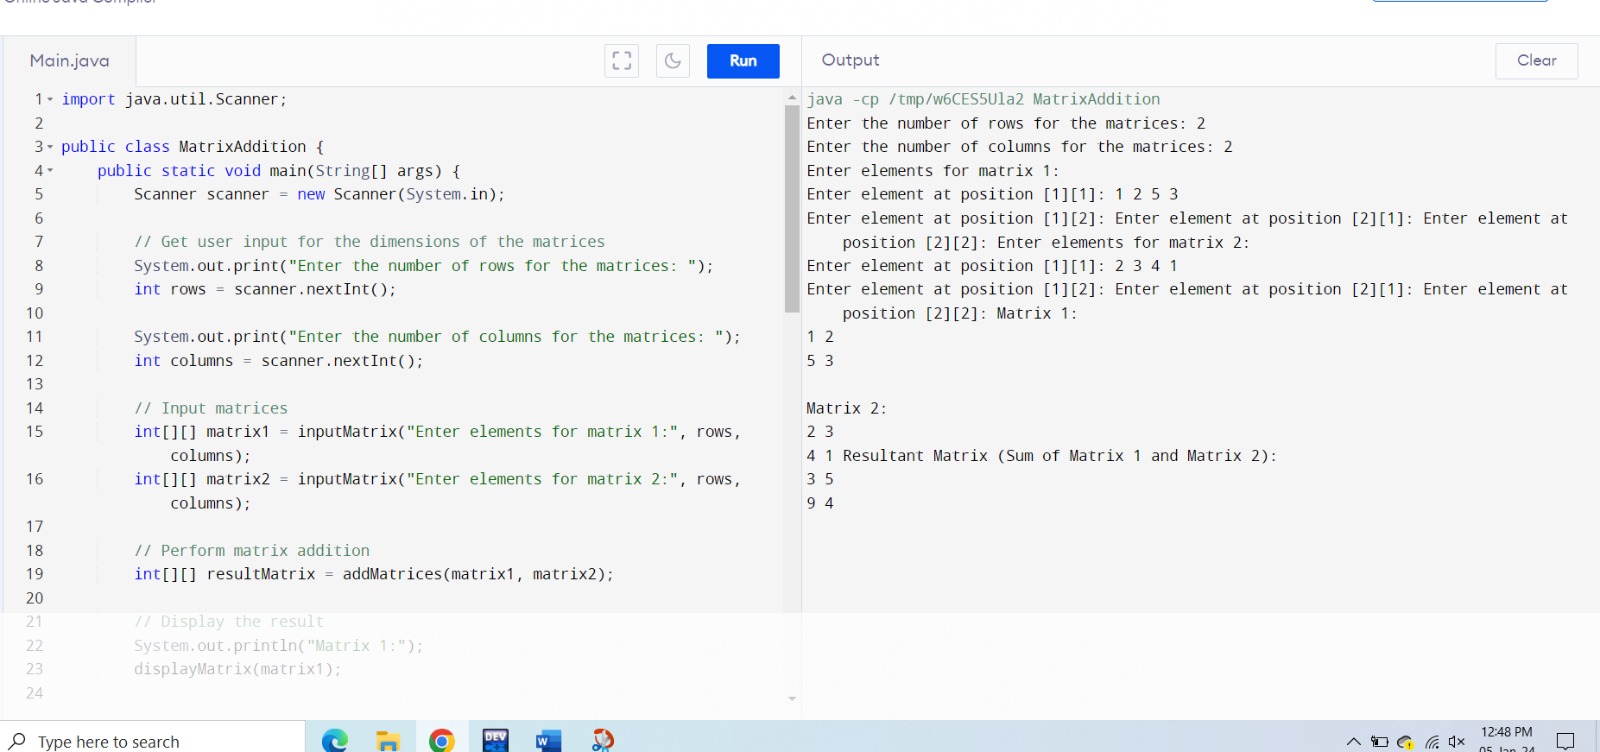 Online Java Compiler
Main.java
Run
Output
Clear
1 import java.util.Scanner;
2
3 public class MatrixAddition {
4 public static void main(String[] args) {
5 Scanner scanner = new Scanner(System.in);
6
7 // Get user input for the dimensions of the matrices
8 System.out.print("Enter the number of rows for the matrices: ");
9 int rows = scanner.nextInt();
10
11 System.out.print("Enter the number of columns for the matrices: ");
12 int columns = scanner.nextInt();
13
14 // Input matrices
15 int[][] matrix1 = inputMatrix("Enter elements for matrix 1:", rows,
columns);
16 int[][] matrix2 = inputMatrix("Enter elements for matrix 2:", rows,
columns);
17
18 // Perform matrix addition
19 int[][] resultMatrix = addMatrices(matrix1, matrix2);
20
21 // Display the result
22 System.out.println("Matrix 1:");
23 displayMatrix(matrix1);
24
java -cp /tmp/w6CES5Ula2 MatrixAddition
Enter the number of rows for the matrices: 2
Enter the number of columns for the matrices: 2
Enter elements for matrix 1:
Enter element at position [1][1]: 1 2 5 3
Enter element at position [1][2]: Enter element at position [2][1]: Enter element at
position [2][2]: Enter elements for matrix 2:
Enter element at position [1][1]: 2 3 4 1
Enter element at position [1][2]: Enter element at position [2][1]: Enter element at
position [2][2]: Matrix 1:
1 2
5 3
Matrix 2:
2 3
4 1 Resultant Matrix (Sum of Matrix 1 and Matrix 2):
3 5
9 4
Type here to search
DEV
W
12:48 PM
05-Jan-24